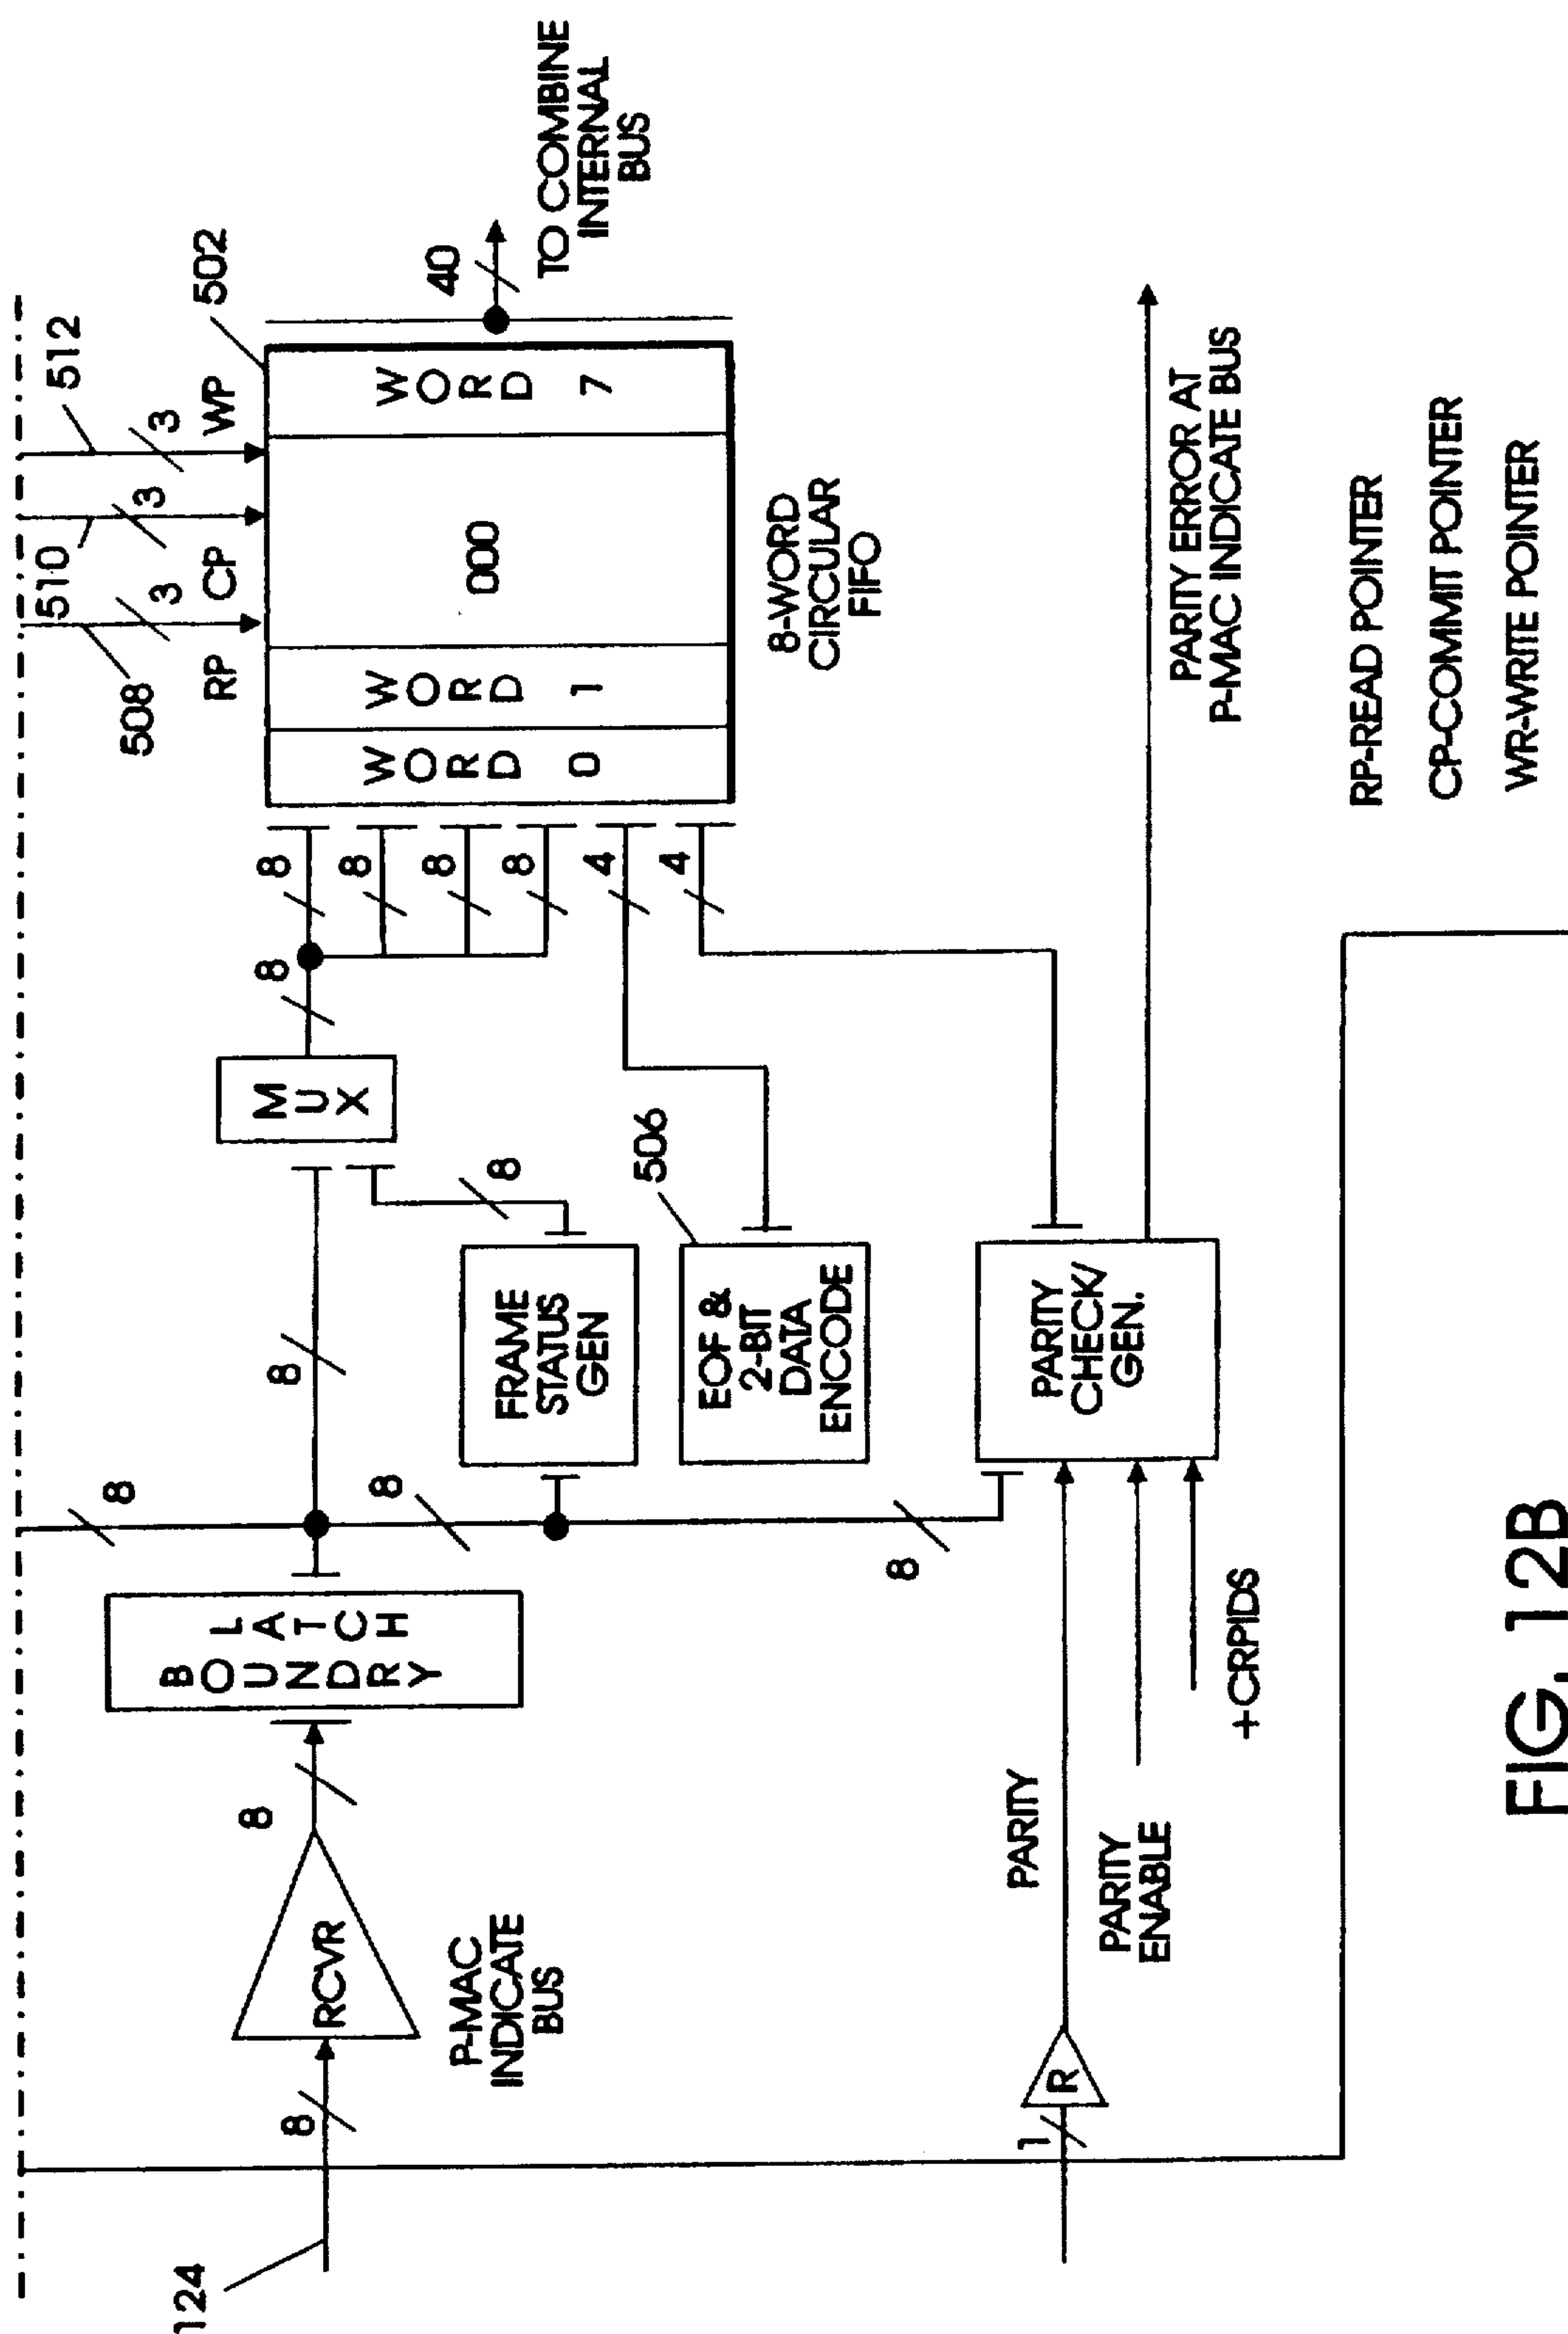 124
8
RCVR
P-MAC
INDICATE
BUS
8
LATCH
BOUNDRY
8
8
8
8
MUX
8
FRAME
STATUS
GEN
506
EOF &
2-BIT
DATA
ENCODE
1
R
PARITY
PARITY
ENABLE
+CRPIDS
PARITY
CHECK/
GEN.
8
8
8
8
8
4
4
508
510
512
3
3
3
RP
CP
WP
502
WORD 0
WORD 1
000
WORD 7
8-WORD
CIRCULAR
FIFO
40
TO COMBINE
INTERNAL
BUS
PARITY ERROR AT
P-MAC INDICATE BUS
RP-READ POINTER
CP-COMMIT POINTER
WR-WRITE POINTER
FIG. 12B